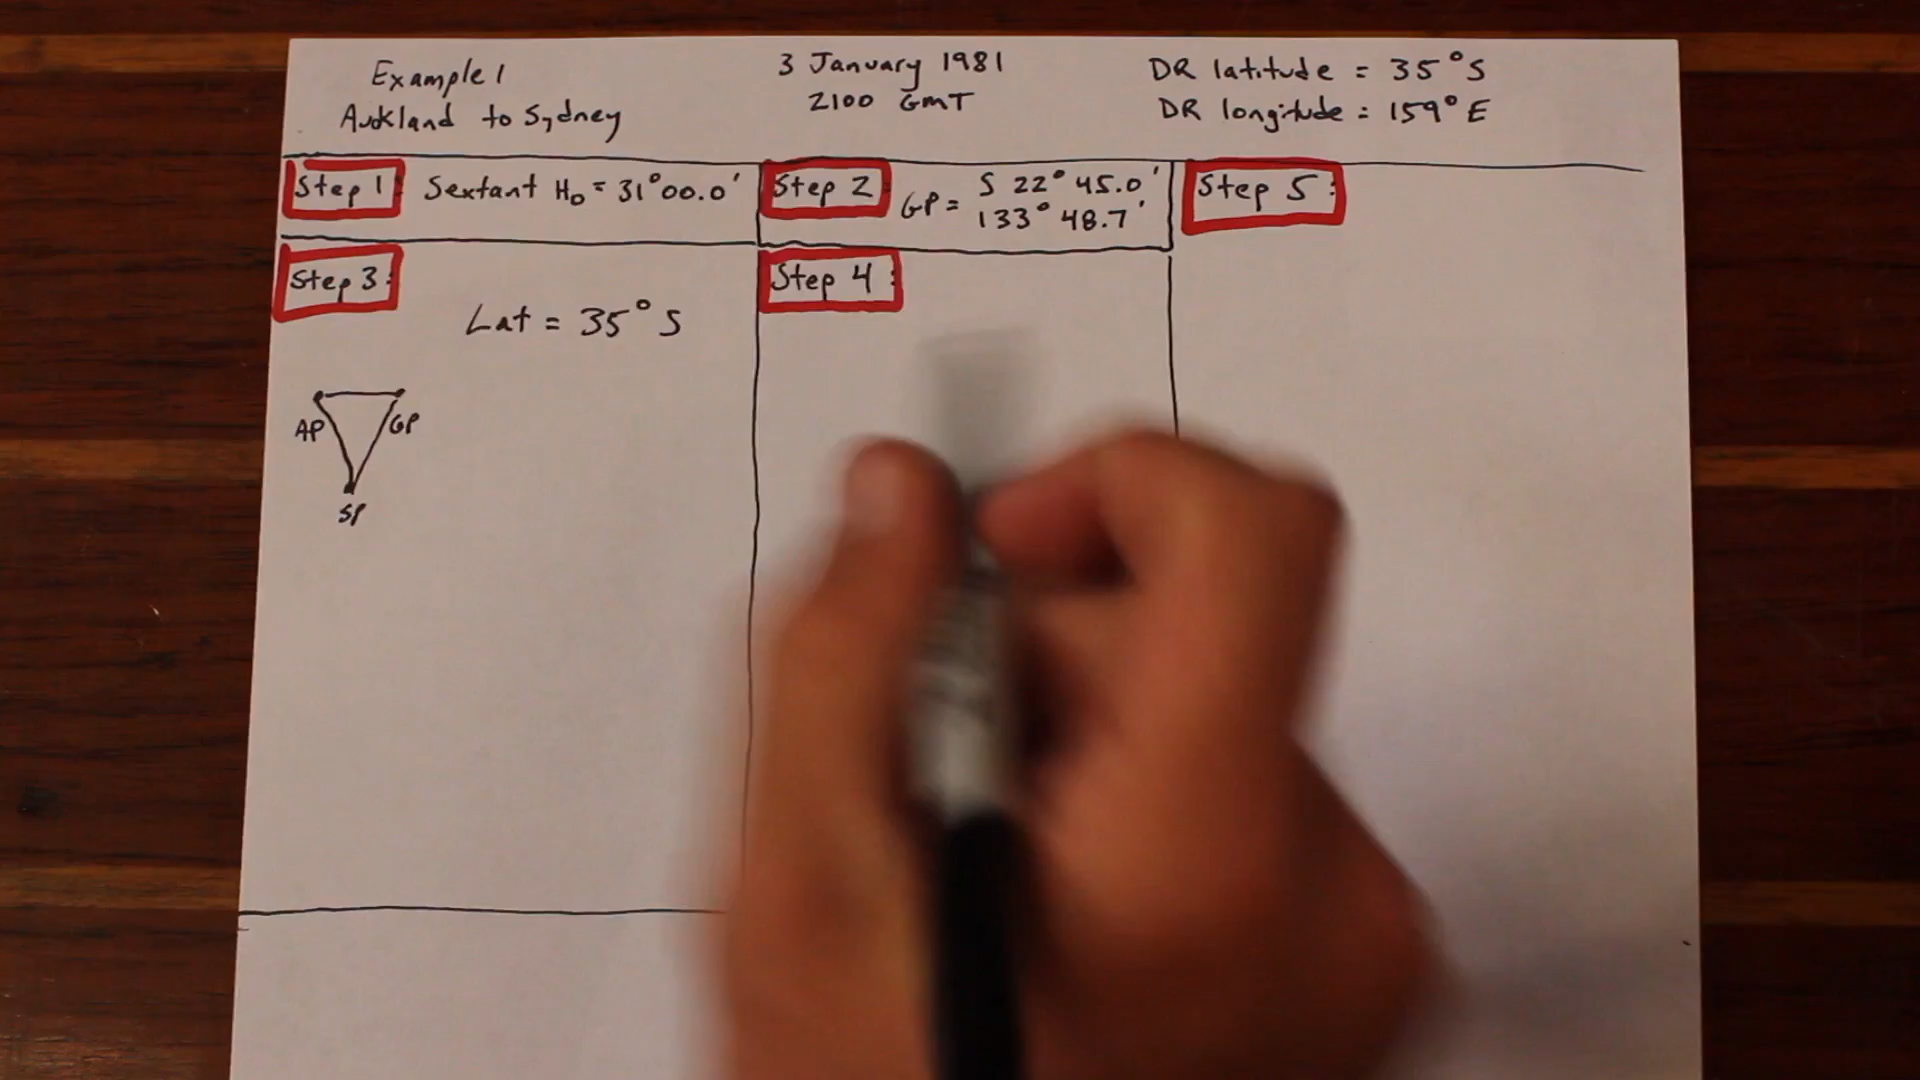 Example 1
Auckland to Sydney
3 January 1981
2100 GMT
DR latitude = 35° S
DR longitude = 159° E
Step 1: Sextant Ho = 31° 00.0'
Step 2: GP = S 22° 45.0'
133° 48.7'
Step 5:
Step 3:
Lat = 35° S
AP
GP
SP
Step 4: